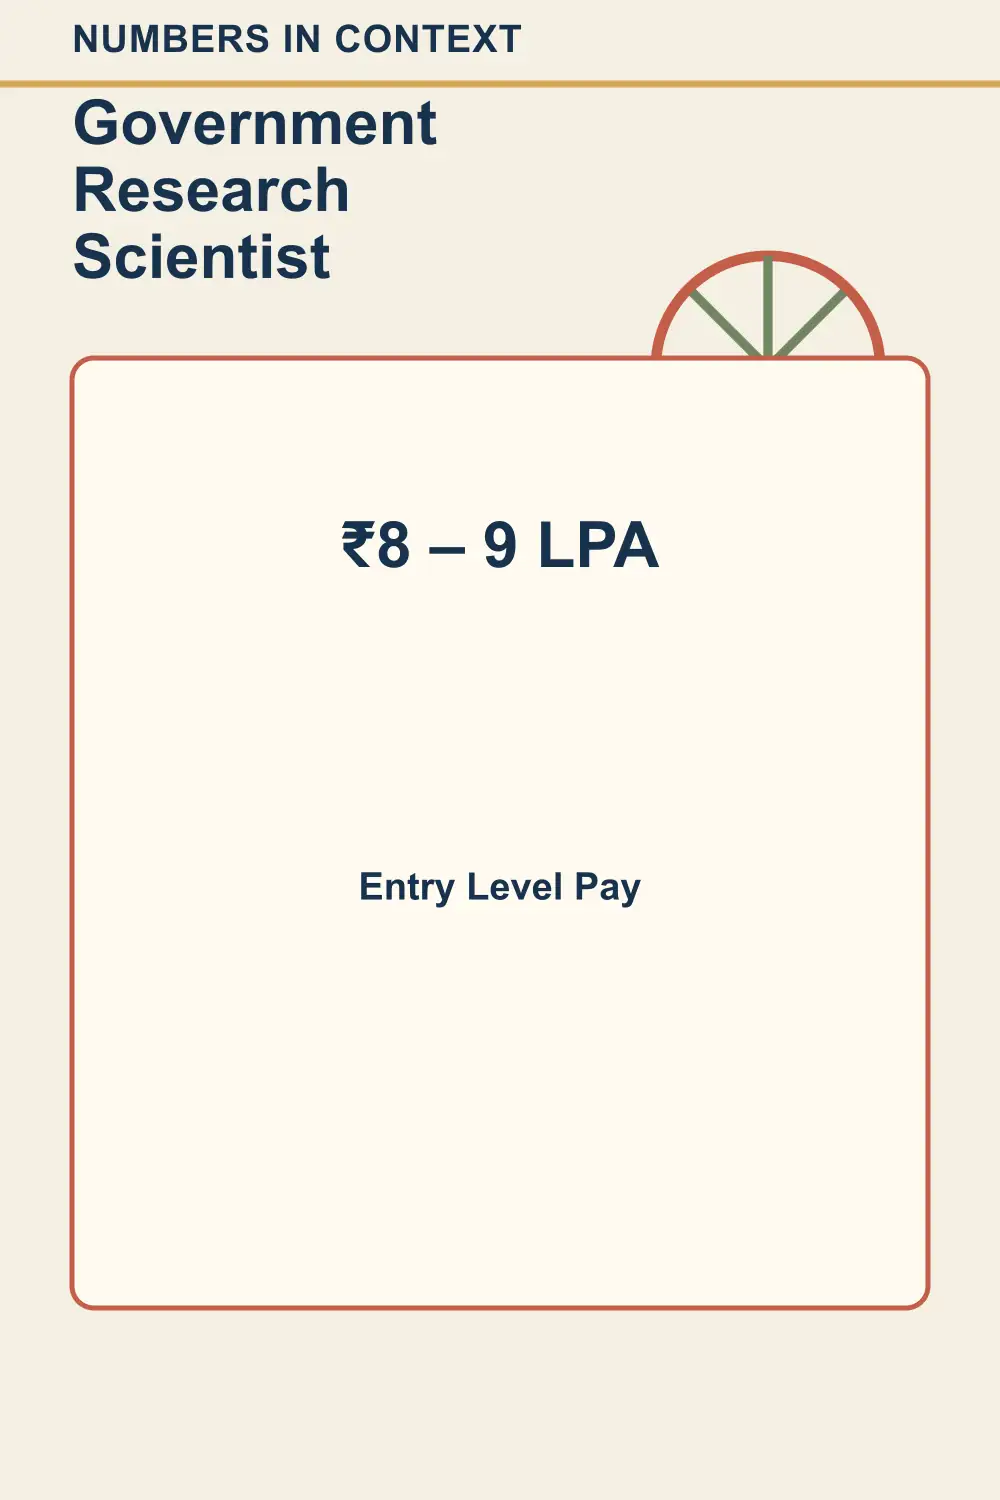 NUMBERS IN CONTEXT
Government
Research
Scientist
₹8 – 9 LPA
Entry Level Pay